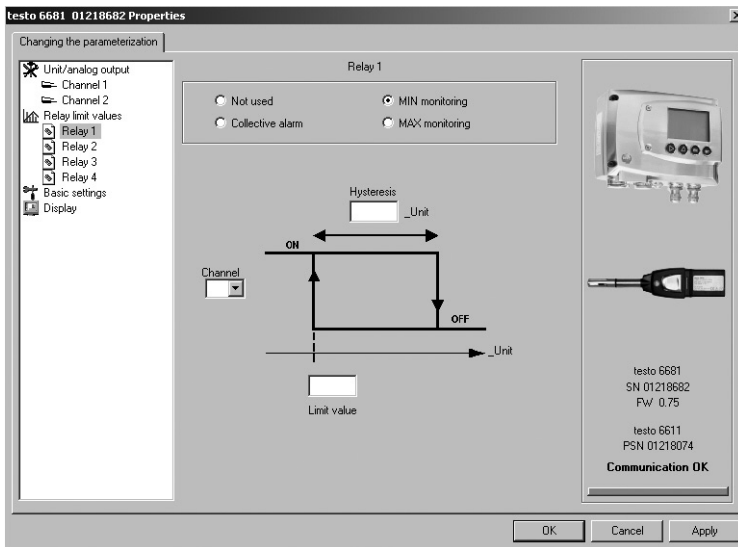 testo 6681 01218682 Properties
Changing the parameterization
Unit/analog output
Channel 1
Channel 2
Relay limit values
Relay 1
Relay 2
Relay 3
Relay 4
Basic settings
Display
Relay 1
Not used
MIN monitoring
Collective alarm
MAX monitoring
Hysteresis
_Unit
ON
Channel
OFF
_Unit
Limit value
testo 6681
SN 01218682
FW 0.75
testo 6611
PSN 01218074
Communication OK
OK
Cancel
Apply